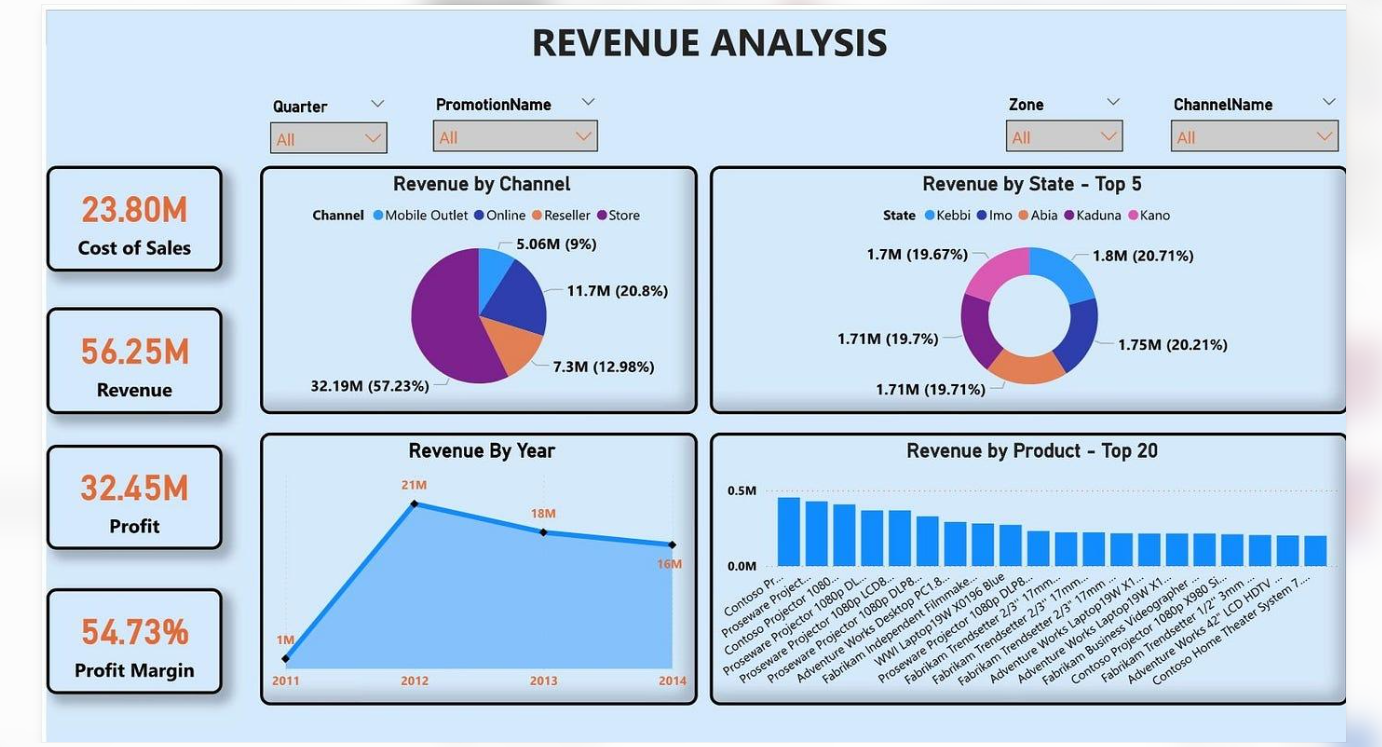 REVENUE ANALYSIS
Quarter
All
PromotionName
All
Zone
All
ChannelName
All
23.80M
Cost of Sales
56.25M
Revenue
32.45M
Profit
54.73%
Profit Margin
Revenue by Channel
Channel Mobile Outlet Online Reseller Store
5.06M (9%)
11.7M (20.8%)
7.3M (12.98%)
32.19M (57.23%)
Revenue by State - Top 5
State Kebbi Imo Abia Kaduna Kano
1.7M (19.67%)
1.8M (20.71%)
1.71M (19.7%)
1.75M (20.21%)
1.71M (19.71%)
Revenue By Year
21M
18M
16M
1M
2011 2012 2013 2014
Revenue by Product - Top 20
0.5M
0.0M
Contoso Pr...
Proseware Project...
Contoso Projector 1080...
Proseware Projector 1080p DL...
Proseware Projector 1080p LCD8...
Proseware Projector 1080p DLP8...
Adventure Works Desktop PC1.8...
Fabrikam Independent Filmmake...
WWI Laptop19W X0196 Blue
Proseware Projector 1080p DLP8...
Fabrikam Trendsetter 2/3" 17mm...
Fabrikam Trendsetter 2/3" 17mm...
Fabrikam Trendsetter 2/3" 17mm ...
Adventure Works Laptop19W X1...
Adventure Works Laptop19W X1...
Fabrikam Business Videographer ...
Contoso Projector 1080p X980 Si...
Fabrikam Trendsetter 1/2" 3mm ...
Adventure Works 42" LCD HDTV ...
Contoso Home Theater System 7....